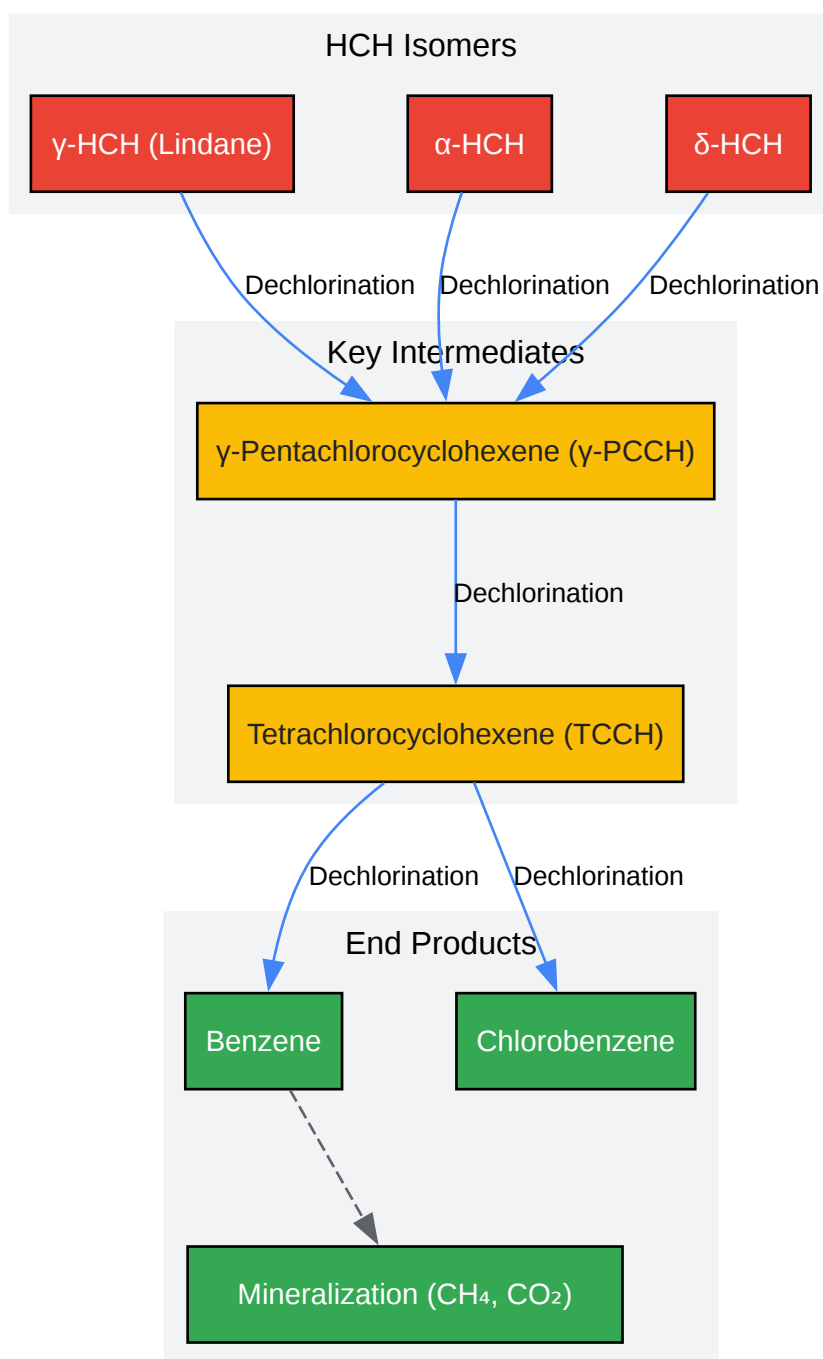 HCH Isomers
γ-HCH (Lindane)
α-HCH
δ-HCH
Dechlorination
Dechlorination
Dechlorination
Key Intermediates
γ-Pentachlorocyclohexene (γ-PCCH)
Dechlorination
Tetrachlorocyclohexene (TCCH)
Dechlorination
Dechlorination
End Products
Benzene
Chlorobenzene
Mineralization (CH₄, CO₂)